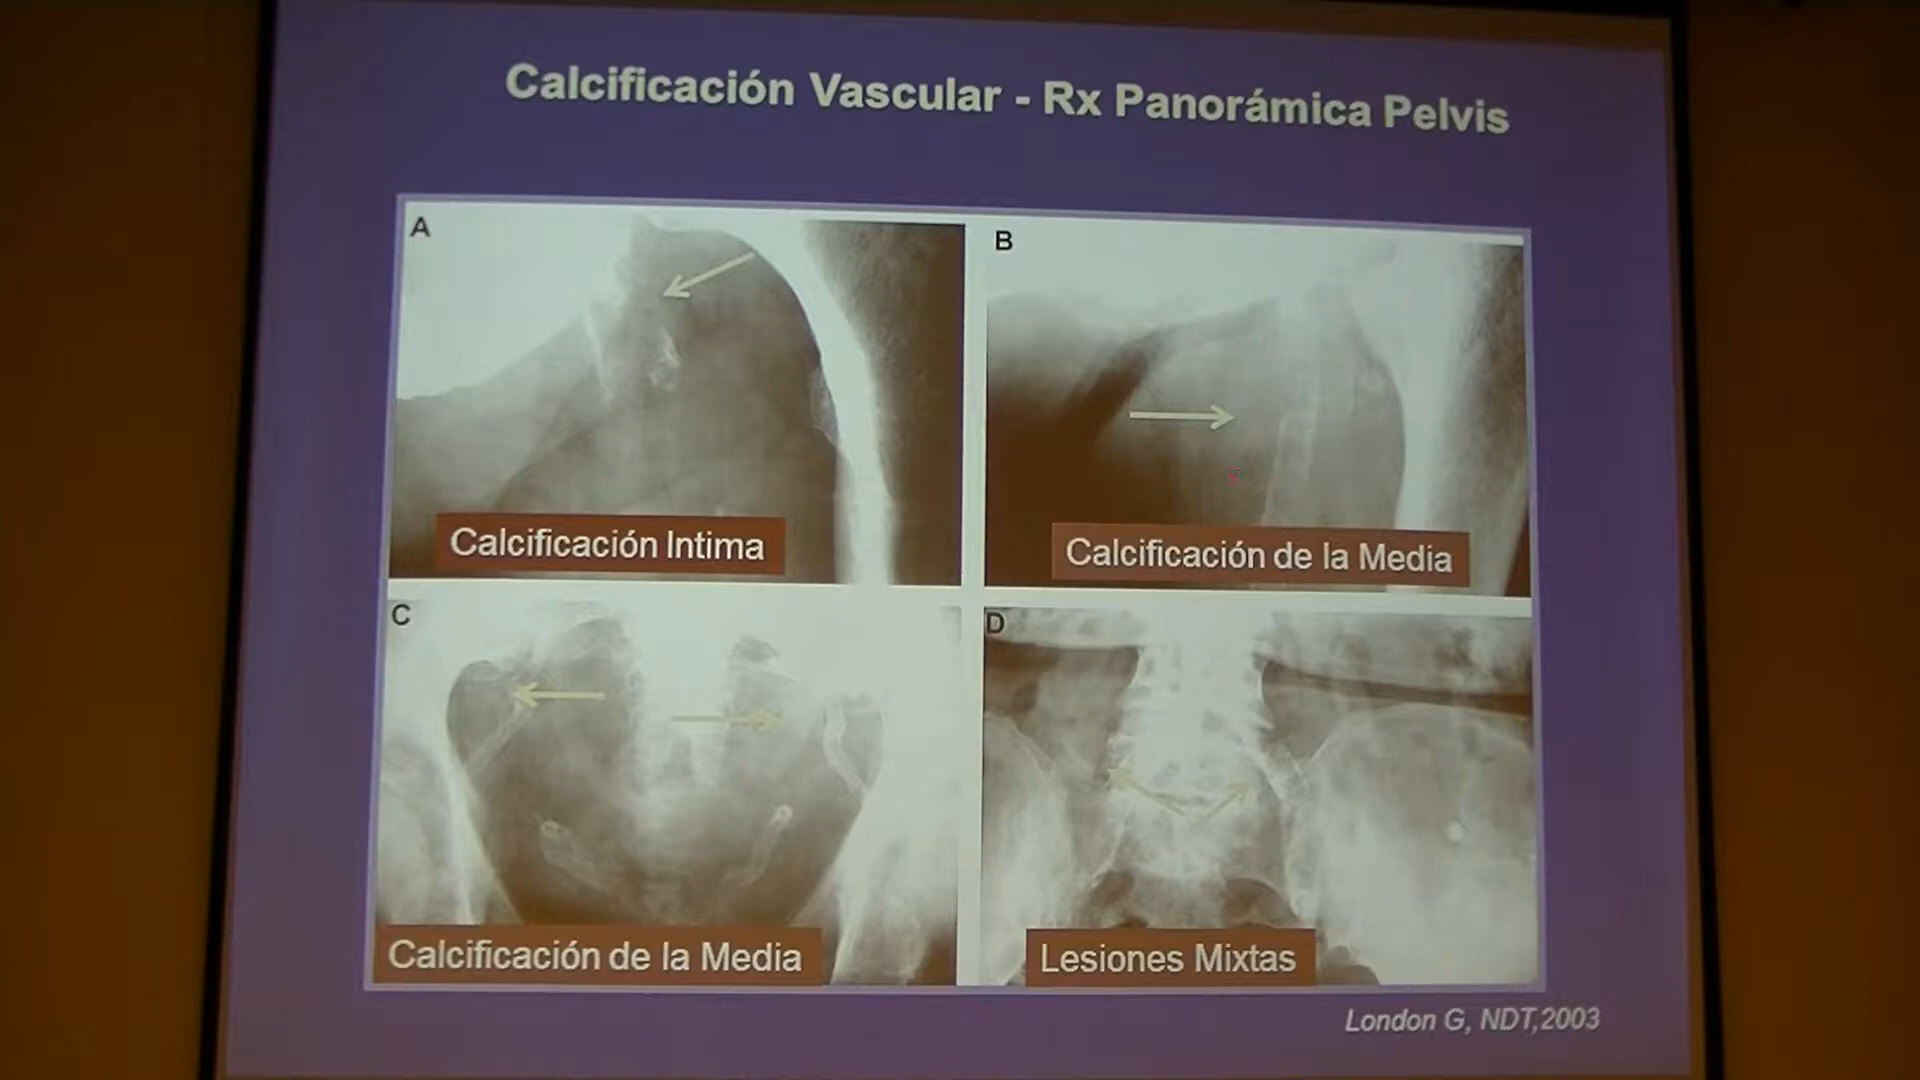 Calcificación Vascular - Rx Panorámica Pelvis
A
B
Calcificación Intima
Calcificación de la Media
C
D
Calcificación de la Media
Lesiones Mixtas
London G, NDT,2003